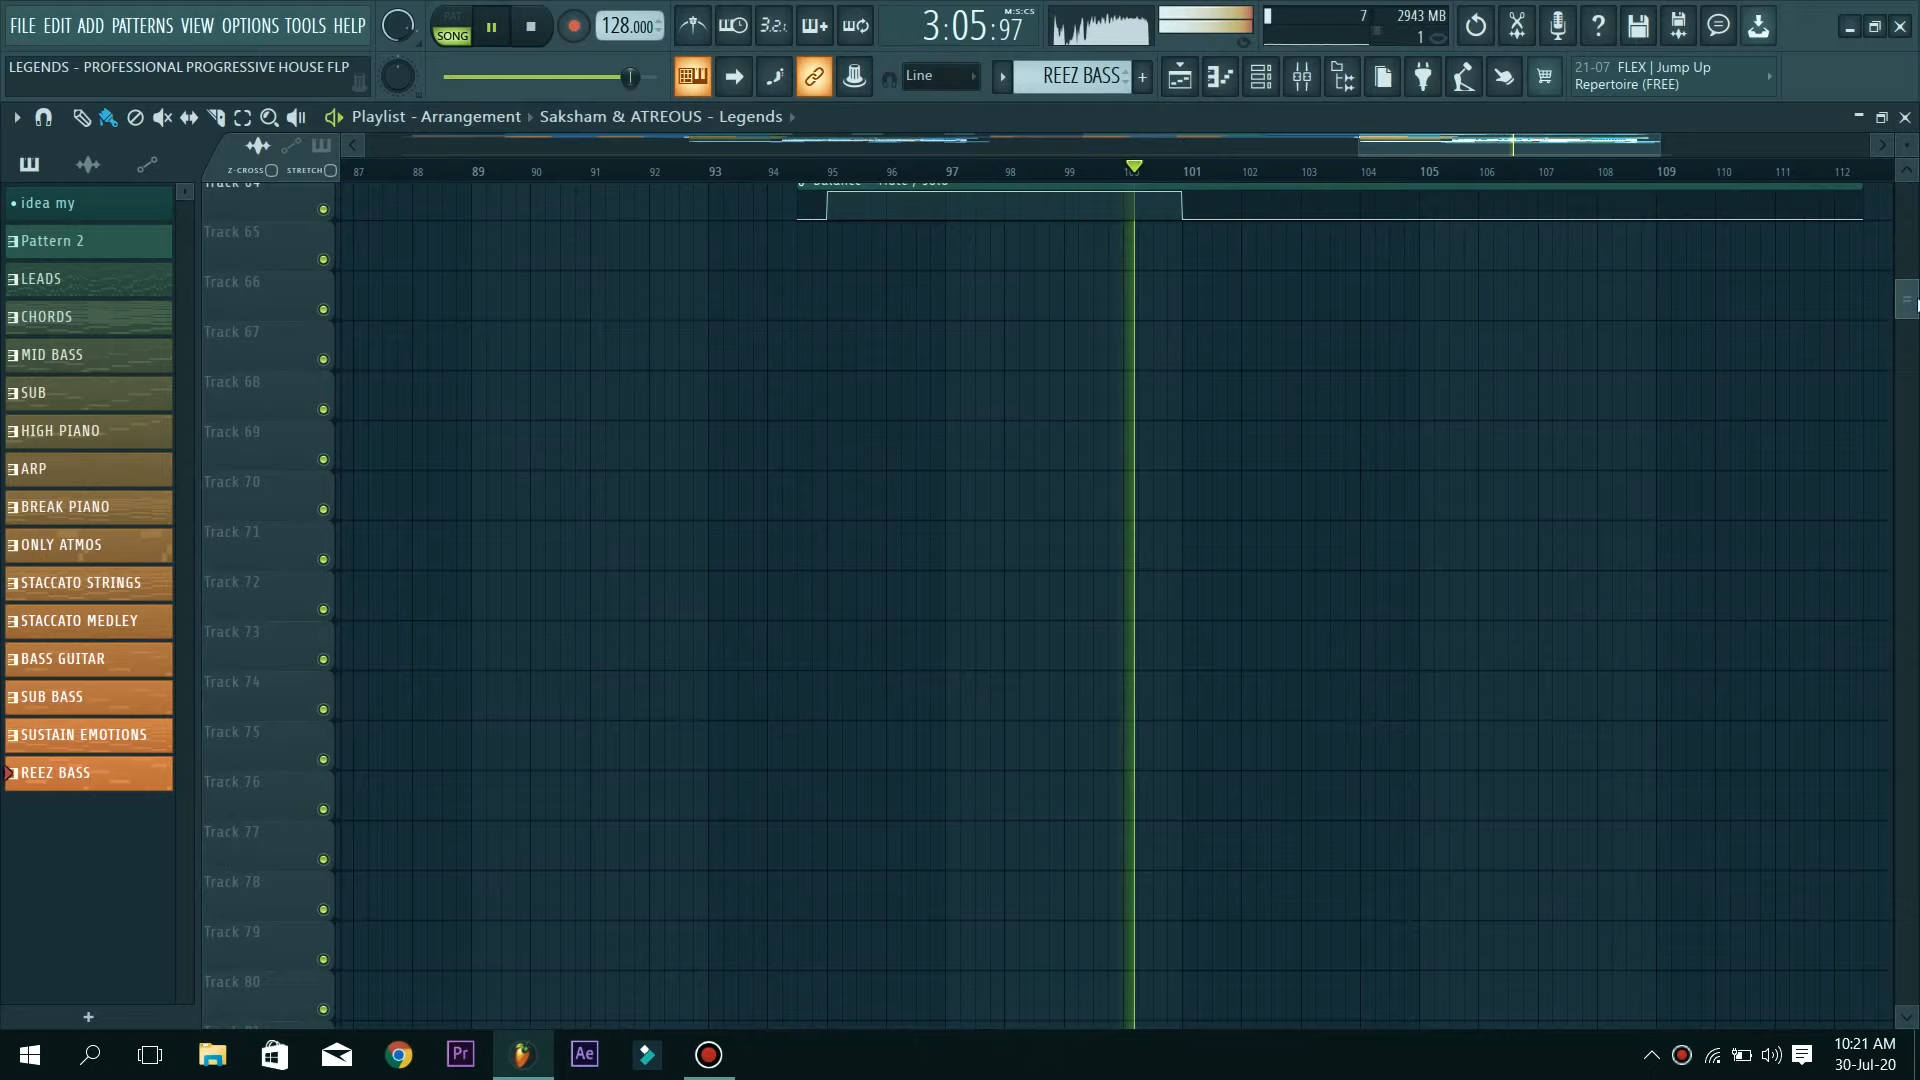 FILE EDIT ADD PATTERNS VIEW OPTIONS TOOLS HELP
PAT
SONG
128.000
3:05:97
M:S:CS
7
2943 MB
1
LEGENDS - PROFESSIONAL PROGRESSIVE HOUSE FLP
Line
REEZ BASS
21-07 FLEX | Jump Up
Repertoire (FREE)
Playlist - Arrangement
Saksham & ATREOUS - Legends
Z-CROSS
STRETCH
87 88 89 90 91 92 93 94 95 96 97 98 99 101 102 103 104 105 106 107 108 109 110 111 112
idea my
Pattern 2
LEADS
CHORDS
MID BASS
SUB
HIGH PIANO
ARP
BREAK PIANO
ONLY ATMOS
STACCATO STRINGS
STACCATO MEDLEY
BASS GUITAR
SUB BASS
SUSTAIN EMOTIONS
REEZ BASS
Track 64
Track 65
Track 66
Track 67
Track 68
Track 69
Track 70
Track 71
Track 72
Track 73
Track 74
Track 75
Track 76
Track 77
Track 78
Track 79
Track 80
Pr
Ae
10:21 AM
30-Jul-20